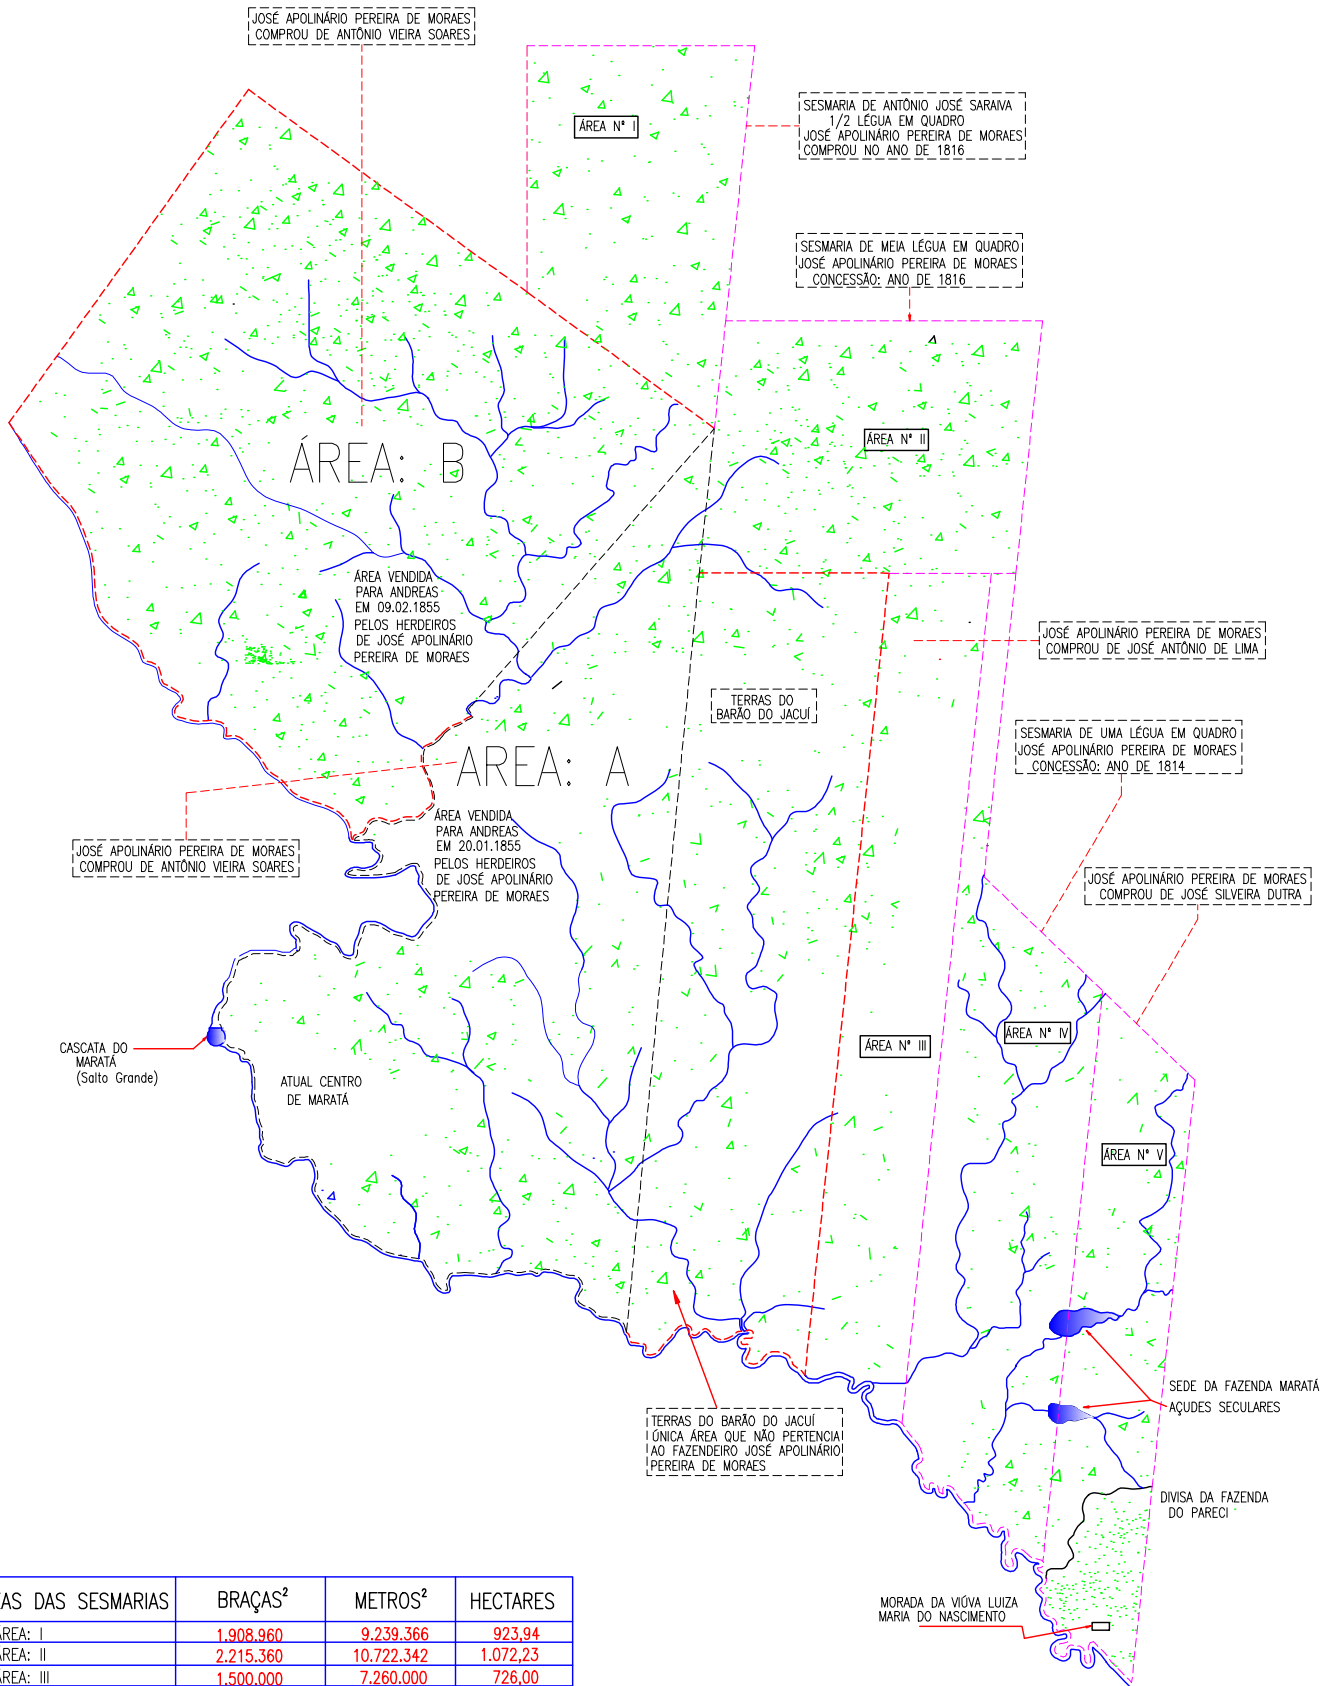 JOSÉ APOLINÁRIO PEREIRA DE MORAES
COMPROU DE ANTÔNIO VIEIRA SOARES
ÁREA Nº I
SESMARIA DE ANTÔNIO JOSÉ SARAIVA
1/2 LÉGUA EM QUADRO
JOSÉ APOLINÁRIO PEREIRA DE MORAES
COMPROU NO ANO DE 1816
SESMARIA DE MEIA LÉGUA EM QUADRO
JOSÉ APOLINÁRIO PEREIRA DE MORAES
CONCESSÃO: ANO DE 1816
ÁREA Nº II
ÁREA: B
ÁREA VENDIDA
PARA ANDREAS
EM 09.02.1855
PELOS HERDEIROS
DE JOSÉ APOLINÁRIO
PEREIRA DE MORAES
JOSÉ APOLINÁRIO PEREIRA DE MORAES
COMPROU DE JOSÉ ANTÔNIO DE LIMA
TERRAS DO
BARÃO DO JACUÍ
SESMARIA DE UMA LÉGUA EM QUADRO
JOSÉ APOLINÁRIO PEREIRA DE MORAES
CONCESSÃO: ANO DE 1814
AREA: A
ÁREA VENDIDA
PARA ANDREAS
EM 20.01.1855
PELOS HERDEIROS
DE JOSÉ APOLINÁRIO
PEREIRA DE MORAES
JOSÉ APOLINÁRIO PEREIRA DE MORAES
COMPROU DE ANTÔNIO VIEIRA SOARES
JOSÉ APOLINÁRIO PEREIRA DE MORAES
COMPROU DE JOSÉ SILVEIRA DUTRA
ÁREA Nº III
ÁREA Nº IV
ÁREA Nº V
CASCATA DO
MARATÁ
(Salto Grande)
ATUAL CENTRO
DE MARATÁ
SEDE DA FAZENDA MARATÁ
AÇUDES SECULARES
TERRAS DO BARÃO DO JACUÍ
ÚNICA ÁREA QUE NÃO PERTENCIA
AO FAZENDEIRO JOSÉ APOLINÁRIO
PEREIRA DE MORAES
DIVISA DA FAZENDA
DO PARECI
MORADA DA VIÚVA LUIZA
MARIA DO NASCIMENTO
EAS DAS SESMARIAS BRAÇAS² METROS² HECTARES
ÁREA: I 1.908.960 9.239.366 923,94
ÁREA: II 2.215.360 10.722.342 1.072,23
ÁREA: III 1.500.000 7.260.000 726,00